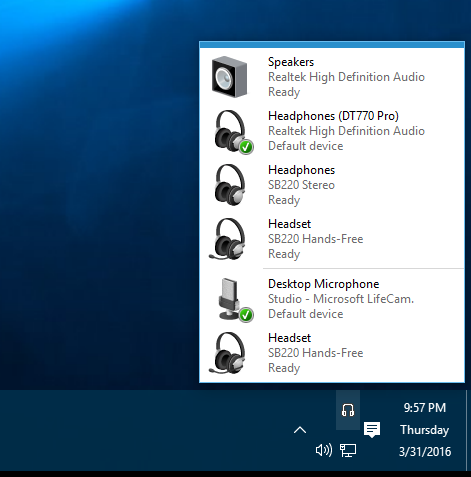 Speakers
Realtek High Definition Audio
Ready
Headphones (DT770 Pro)
Realtek High Definition Audio
Default device
Headphones
SB220 Stereo
Ready
Headset
SB220 Hands-Free
Ready
Desktop Microphone
Studio - Microsoft LifeCam.
Default device
Headset
SB220 Hands-Free
Ready
9:57 PM
Thursday
3/31/2016